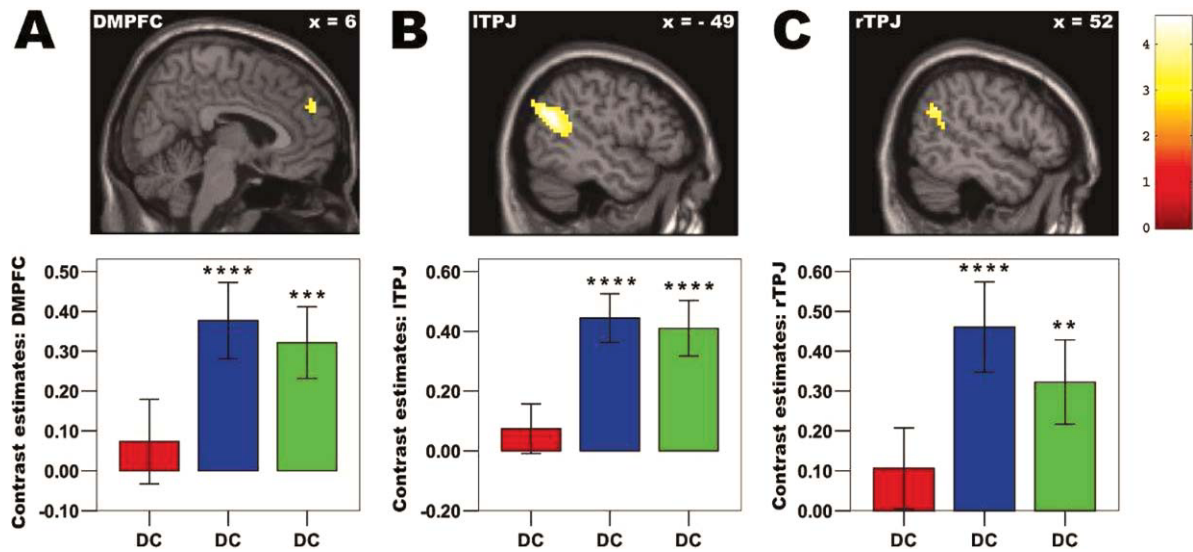 A
DMPFC
x = 6
B
lTPJ
x = - 49
C
rTPJ
x = 52
4
3
2
1
0
Contrast estimates: DMPFC
0.50
0.40
0.30
0.20
0.10
0.00
-0.10
****
***
DC
DC
DC
Contrast estimates: lTPJ
0.60
0.40
0.20
0.00
-0.20
****
****
DC
DC
DC
Contrast estimates: rTPJ
0.60
0.50
0.40
0.30
0.20
0.10
0.00
****
**
DC
DC
DC